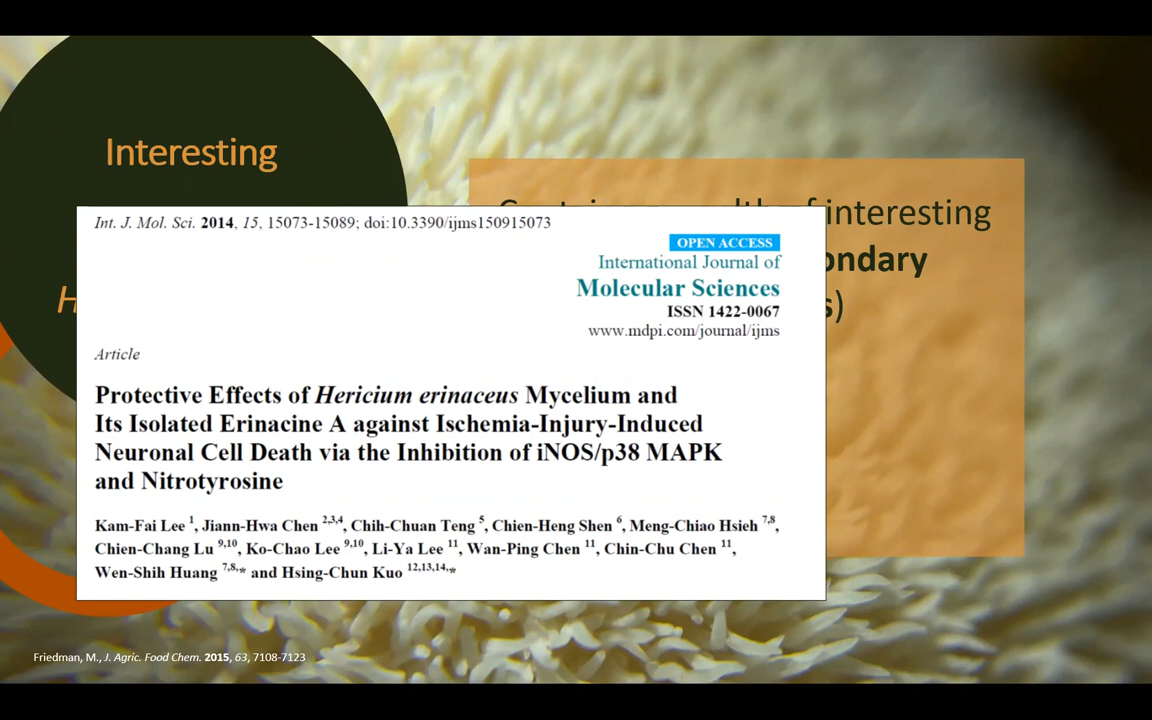 Interesting
interesting
ondary
s)
H
Int. J. Mol. Sci. 2014, 15, 15073-15089; doi:10.3390/ijms150915073
OPEN ACCESS
International Journal of
Molecular Sciences
ISSN 1422-0067
www.mdpi.com/journal/ijms
Article
Protective Effects of Hericium erinaceus Mycelium and
Its Isolated Erinacine A against Ischemia-Injury-Induced
Neuronal Cell Death via the Inhibition of iNOS/p38 MAPK
and Nitrotyrosine
Kam-Fai Lee 1, Jiann-Hwa Chen 2,3,4, Chih-Chuan Teng 5, Chien-Heng Shen 6, Meng-Chiao Hsieh 7,8,
Chien-Chang Lu 9,10, Ko-Chao Lee 9,10, Li-Ya Lee 11, Wan-Ping Chen 11, Chin-Chu Chen 11,
Wen-Shih Huang 7,8,* and Hsing-Chun Kuo 12,13,14,*
Friedman, M., J. Agric. Food Chem. 2015, 63, 7108-7123